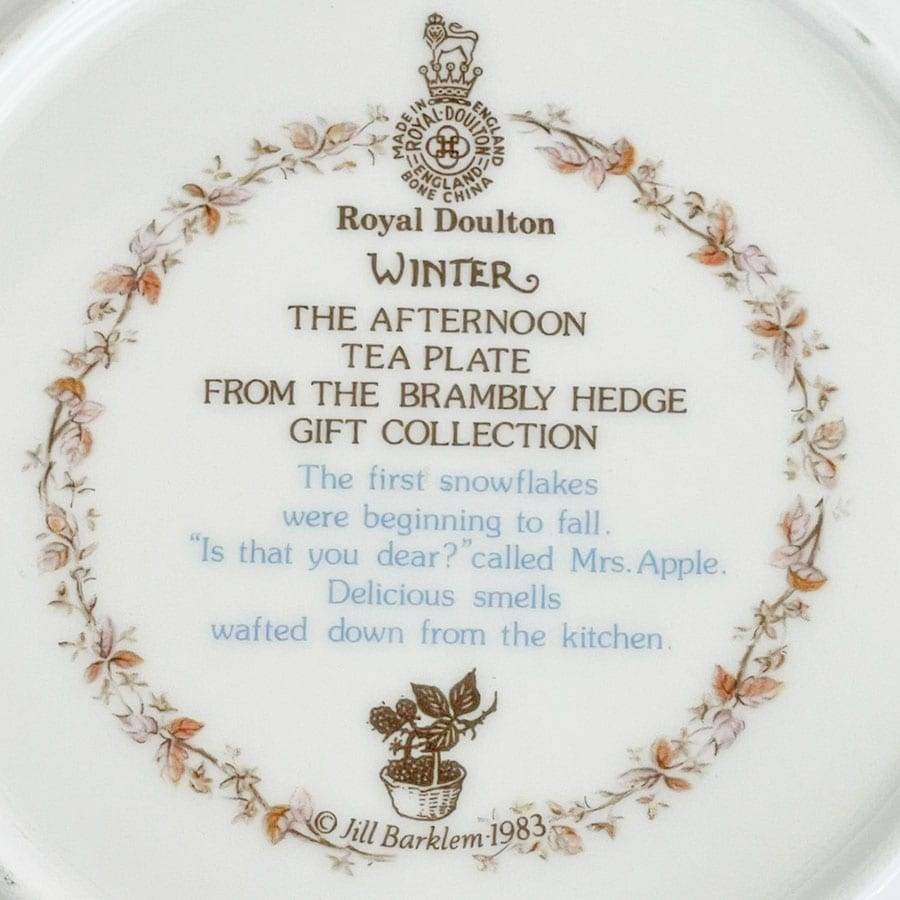 MADE IN ENGLAND
ROYAL·DOULTON
ENGLAND
BONE CHINA
Royal Doulton
WINTER
THE AFTERNOON
TEA PLATE
FROM THE BRAMBLY HEDGE
GIFT COLLECTION
The first snowflakes
were beginning to fall.
“Is that you dear?” called Mrs. Apple.
Delicious smells
wafted down from the kitchen.
© Jill Barklem·1983